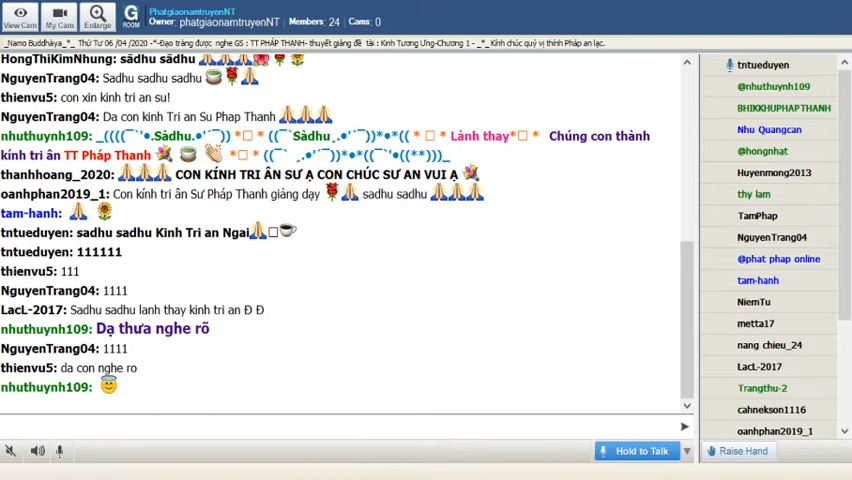 View Cam
My Cam
Enlarge
G
ROOM
PhatgiaonamtruyenNT
Owner: phatgiaonamtruyenNT Members: 24 Cams: 0
_Namo Buddhàya_*_ Thứ Tư 06 /04 /2020 -*-Đạo tràng được nghe GS : TT PHÁP THANH- thuyết giảng đề tài : Kinh Tương Ưng-Chương 1 - _*_ Kính chúc quý vị thính Pháp an lạc.
HongThiKimNhung: sādhu sādhu
NguyenTrang04: Sadhu sadhu sadhu
thienvu5: con xin kinh tri an su!
NguyenTrang04: Da con kinh Tri an Su Phap Thanh
nhuthuynh109: _((((¯`'•.Sàdhu.•'´¯)) *□ * ((¯`Sàdhu¸.•'´¯))*•*(( * □ * Lành thay*□ * Chúng con thành
kính tri ân TT Pháp Thanh *□ * ((¯` ¸.•'´¯))*•*((¯`'•((**)))_
thanhhoang_2020: CON KÍNH TRI ÂN SƯ Ạ CON CHÚC SƯ AN VUI Ạ
oanhphan2019_1: Con kính tri ân Sư Pháp Thanh giảng dạy sadhu sadhu
tam-hanh:
tntueduyen: sadhu sadhu Kinh Tri an Ngai □
tntueduyen: 111111
thienvu5: 111
NguyenTrang04: 1111
LacL-2017: Sadhu sadhu lanh thay kinh tri an Đ Đ
nhuthuynh109: Dạ thưa nghe rõ
NguyenTrang04: 1111
thienvu5: da con nghe ro
nhuthuynh109:
tntueduyen
@nhuthuynh109
BHIKKHUPHAPTHANH
Nhu Quangcan
@hongnhat
Huyenmong2013
thy lam
TamPhap
NguyenTrang04
@phat phap online
tam-hanh
NiemTu
metta17
nang chieu_24
LacL-2017
Trangthu-2
cahnekson1116
oanhphan2019_1
Hold to Talk
Raise Hand